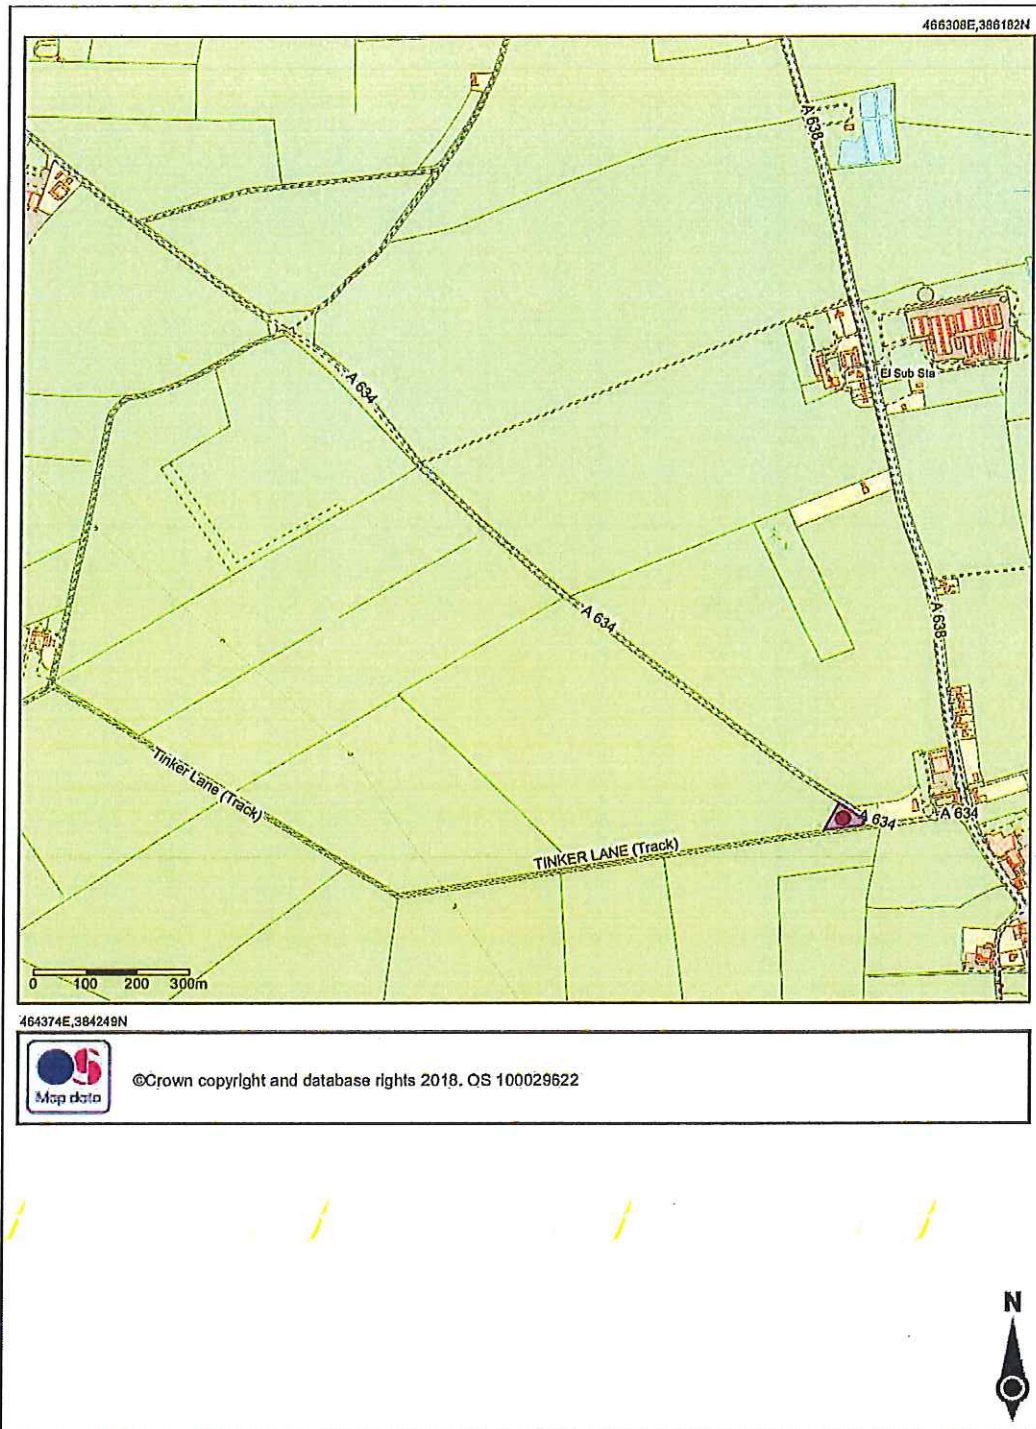 466308E,386182N
A 638
A 634
El Sub Sta
A 634
A 638
Tinker Lane (Track)
A 634
A 634
TINKER LANE (Track)
0 100 200 300m
464374E,384249N
OS
Map data
©Crown copyright and database rights 2018. OS 100029622
N